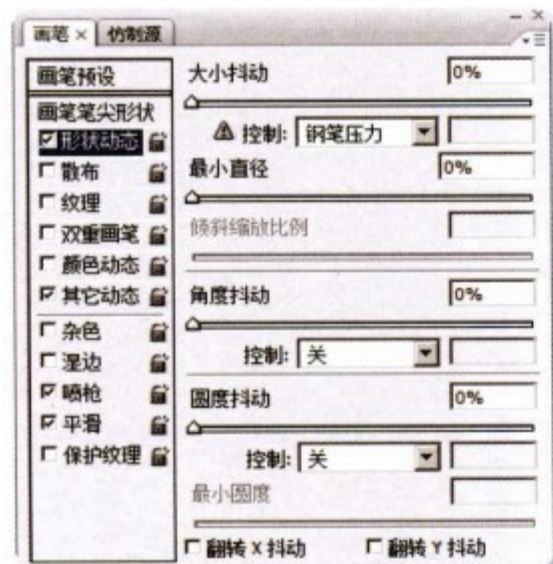 画笔 × 仿制源
画笔预设
画笔笔尖形状
形状动态
散布
纹理
双重画笔
颜色动态
其它动态
杂色
湿边
喷枪
平滑
保护纹理
大小抖动 0%
控制: 钢笔压力
最小直径 0%
倾斜缩放比例
角度抖动 0%
控制: 关
圆度抖动 0%
控制: 关
最小圆度
翻转 X 抖动 翻转 Y 抖动